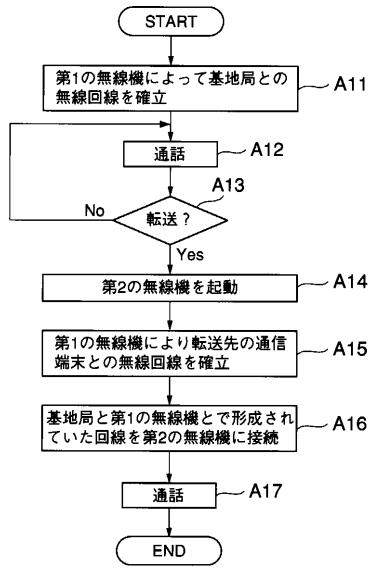 START
第1の無線機によって基地局との
無線回線を確立
A11
通話
A12
A13
転送？
No
Yes
第2の無線機を起動
A14
第1の無線機により転送先の通信
端末との無線回線を確立
A15
基地局と第1の無線機とで形成され
ていた回線を第2の無線機に接続
A16
通話
A17
END